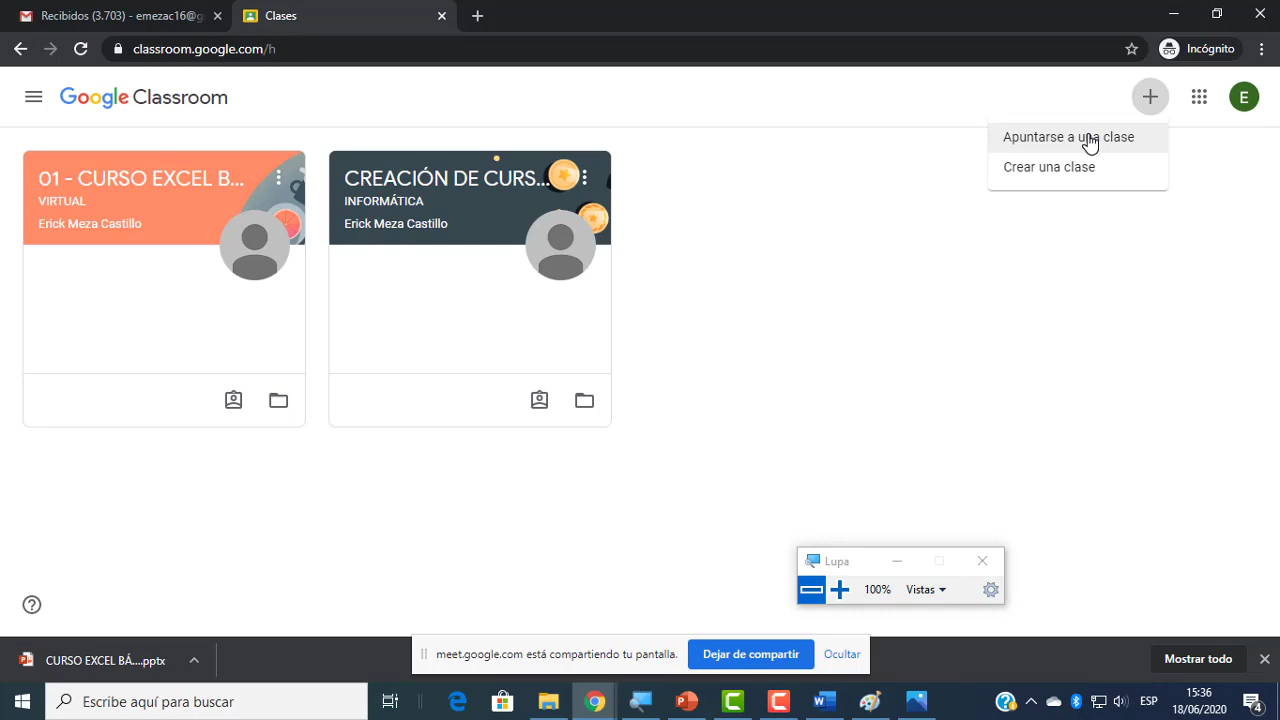 Recibidos (3.703) - emezac16@g
Clases
classroom.google.com/h
Incógnito
Google Classroom
E
Apuntarse a una clase
Crear una clase
01 - CURSO EXCEL B...
VIRTUAL
Erick Meza Castillo
CREACIÓN DE CURS...
INFORMÁTICA
Erick Meza Castillo
Lupa
100%
Vistas
CURSO EXCEL BÁ....pptx
meet.google.com está compartiendo tu pantalla.
Dejar de compartir
Ocultar
Mostrar todo
Escribe aquí para buscar
ESP
15:36
18/06/2020
4